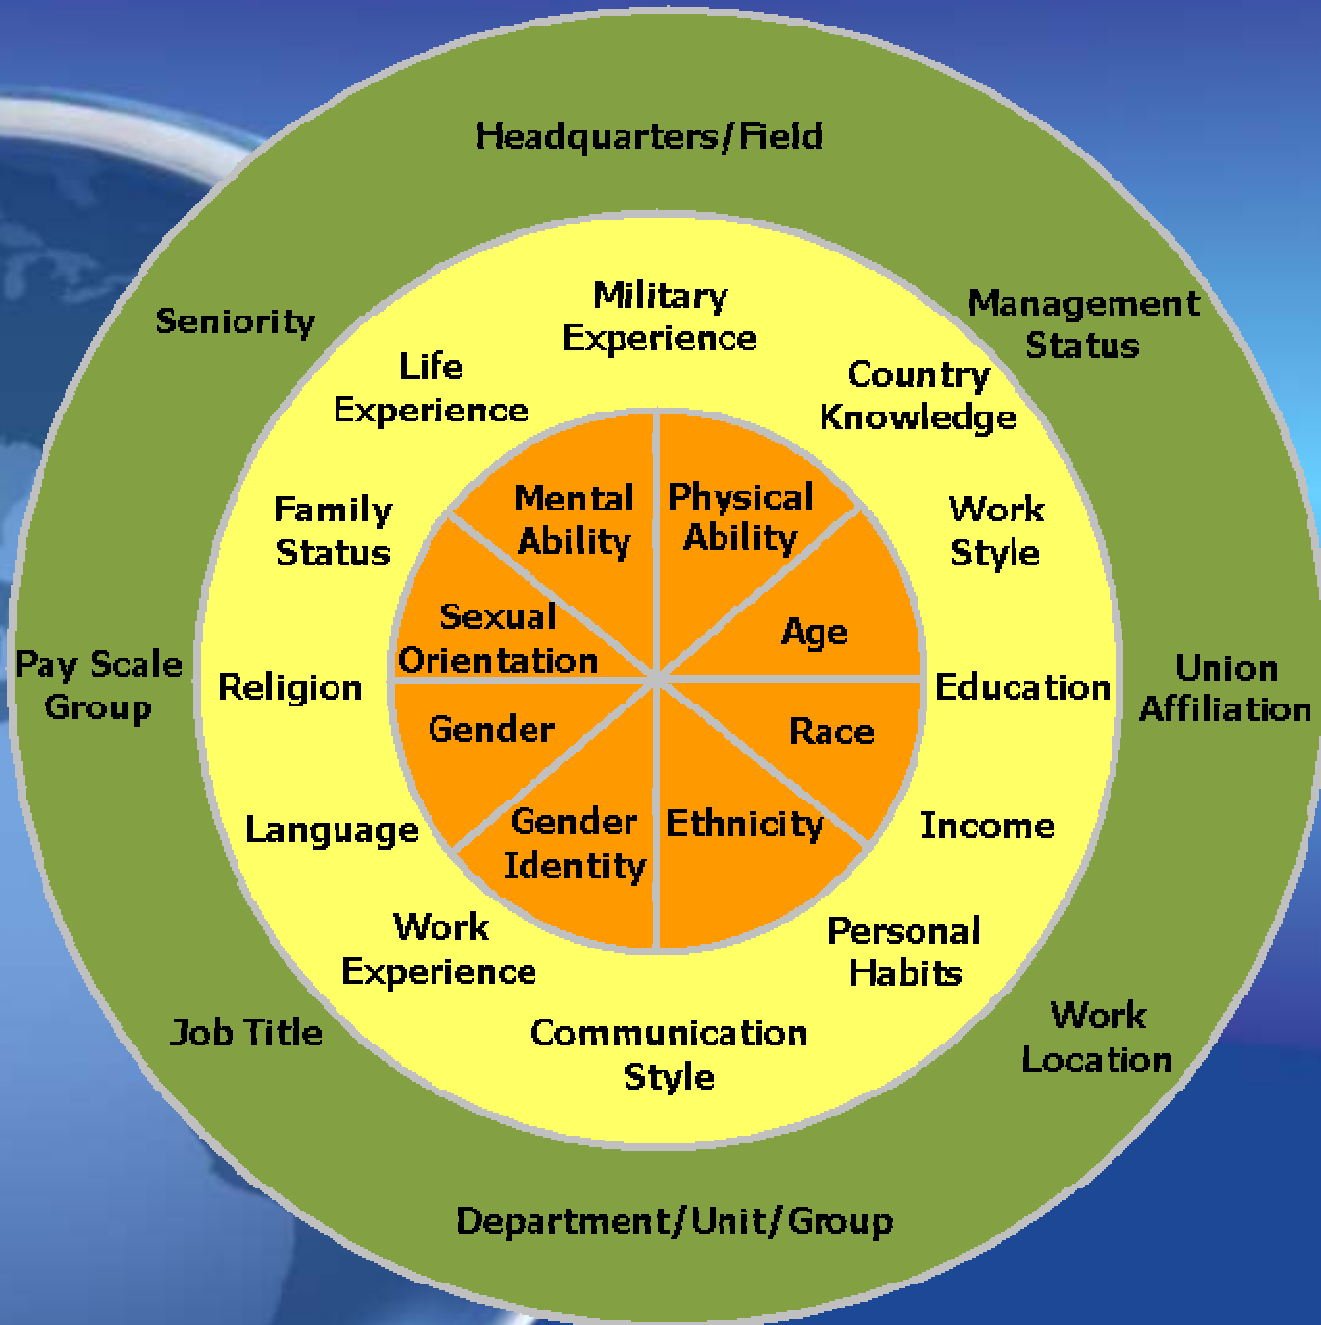 Headquarters/Field
Seniority
Management
Status
Military
Experience
Life
Experience
Country
Knowledge
Family
Status
Work
Style
Mental
Ability
Physical
Ability
Sexual
Orientation
Age
Pay Scale
Group
Religion
Education
Union
Affiliation
Gender
Race
Language
Gender
Identity
Ethnicity
Income
Work
Experience
Personal
Habits
Job Title
Communication
Style
Work
Location
Department/Unit/Group